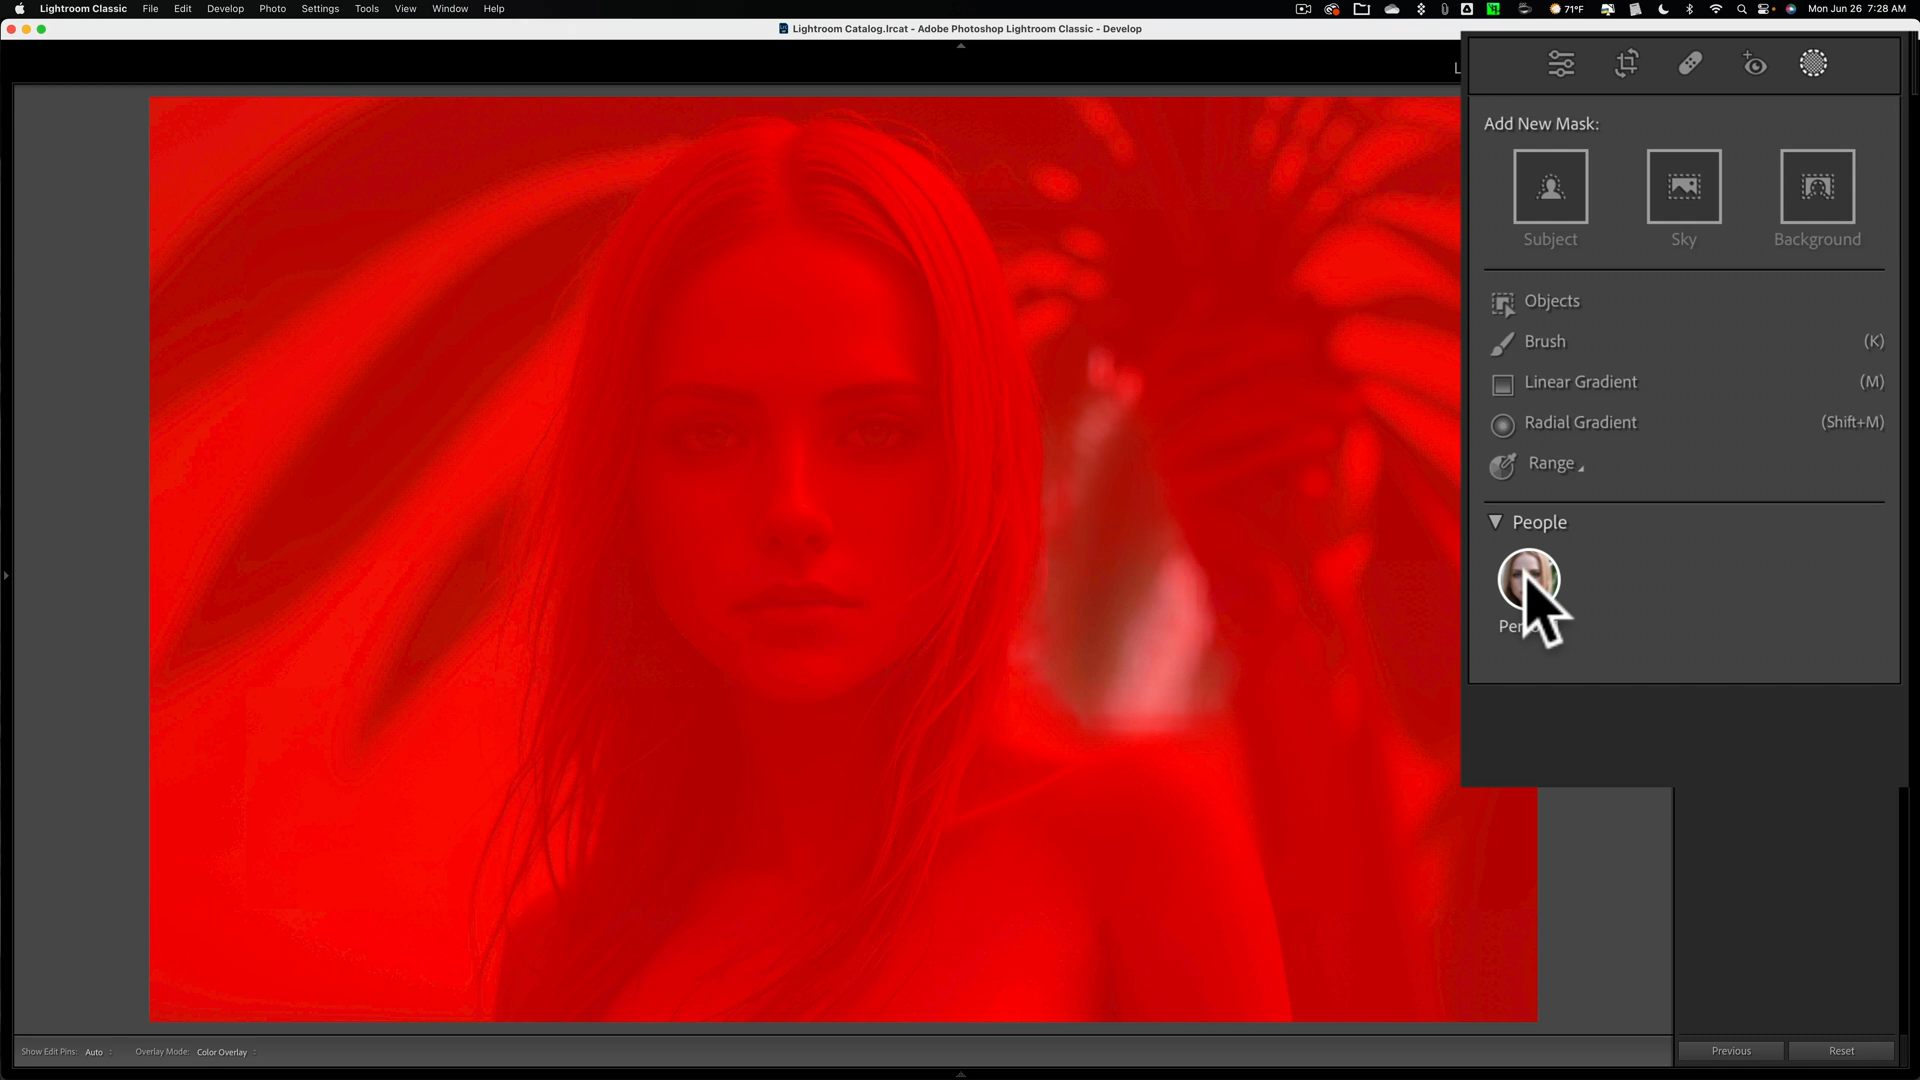 Lightroom Classic File Edit Develop Photo Settings Tools View Window Help 71°F Mon Jun 26 7:28 AM
Lightroom Catalog.lrcat - Adobe Photoshop Lightroom Classic - Develop
Add New Mask:
Subject Sky Background
Objects
Brush (K)
Linear Gradient (M)
Radial Gradient (Shift+M)
Range
People
Show Edit Pins: Auto Overlay Mode: Color Overlay Previous Reset